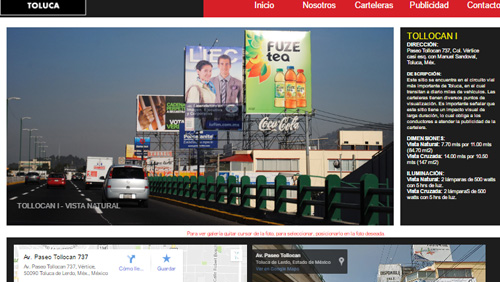 TOLUCA
Inicio
Nosotros
Carteleras
Publicidad
Contacto
UFC
FUZE
tea
CADENA
VOTA
Coca-Cola
TOLLOCAN I - VISTA NATURAL
TOLLOCAN I
DIRECCIÓN:
Paseo Tollocan 737, Col. Vértice
casi esq. con Manuel Sandoval,
Toluca, Méx.
DESCRIPCIÓN:
Este sitio se encuentra en el circuito vial
más importante de Toluca, en el cual
transitan a diario miles de vehículos. Las
carteleras tienen diversos puntos de
visualización. Es importante señalar que
este sitio tiene un impacto visual de
larga duración, lo cual obliga a los
conductores a atender la publicidad de la
cartelera.
DIMENSIONES:
Vista Natural: 7.70 mts por 11.00 mts
(84.70 mt2)
Vista Cruzada: 14.00 mts por 10.50
mts (147 mt2)
ILUMINACIÓN:
Vista Natural: 2 lámparas de 500 watts
con 5 hrs de luz.
Vista Cruzada: 2 lámparaS de 500
watts con 5 hrs de luz.
Para ver galería quitar cursor de la foto, para seleccionar, posicionarlo en la foto deseada.
Av. Paseo Tollocan 737
Av. Paseo Tollocan 737, Vértice,
50090 Toluca de Lerdo, Méx., México
Cómo lle...
Guardar
Av. Paseo Tollocan
Toluca de Lerdo, Estado de México
Ver en Google Maps